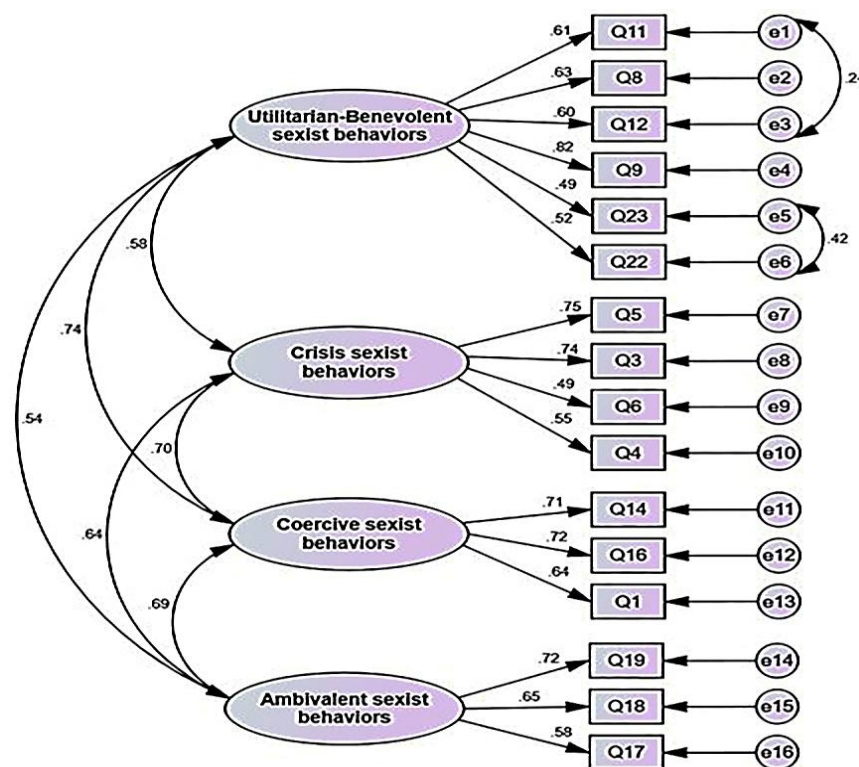 .61 Q11 e1
.63 Q8 e2
Utilitarian-Benevolent
sexist behaviors
.60 Q12 e3
.82 Q9 e4
.49 Q23 e5
.52 Q22 e6
.42
.58
.75 Q5 e7
.74
.74 Q3 e8
Crisis sexist
behaviors
.49 Q6 e9
.54
.55 Q4 e10
.70
.71 Q14 e11
Coercive sexist
behaviors
.64
.72 Q16 e12
.64 Q1 e13
.69
.72 Q19 e14
Ambivalent sexist
behaviors
.65 Q18 e15
.58 Q17 e16